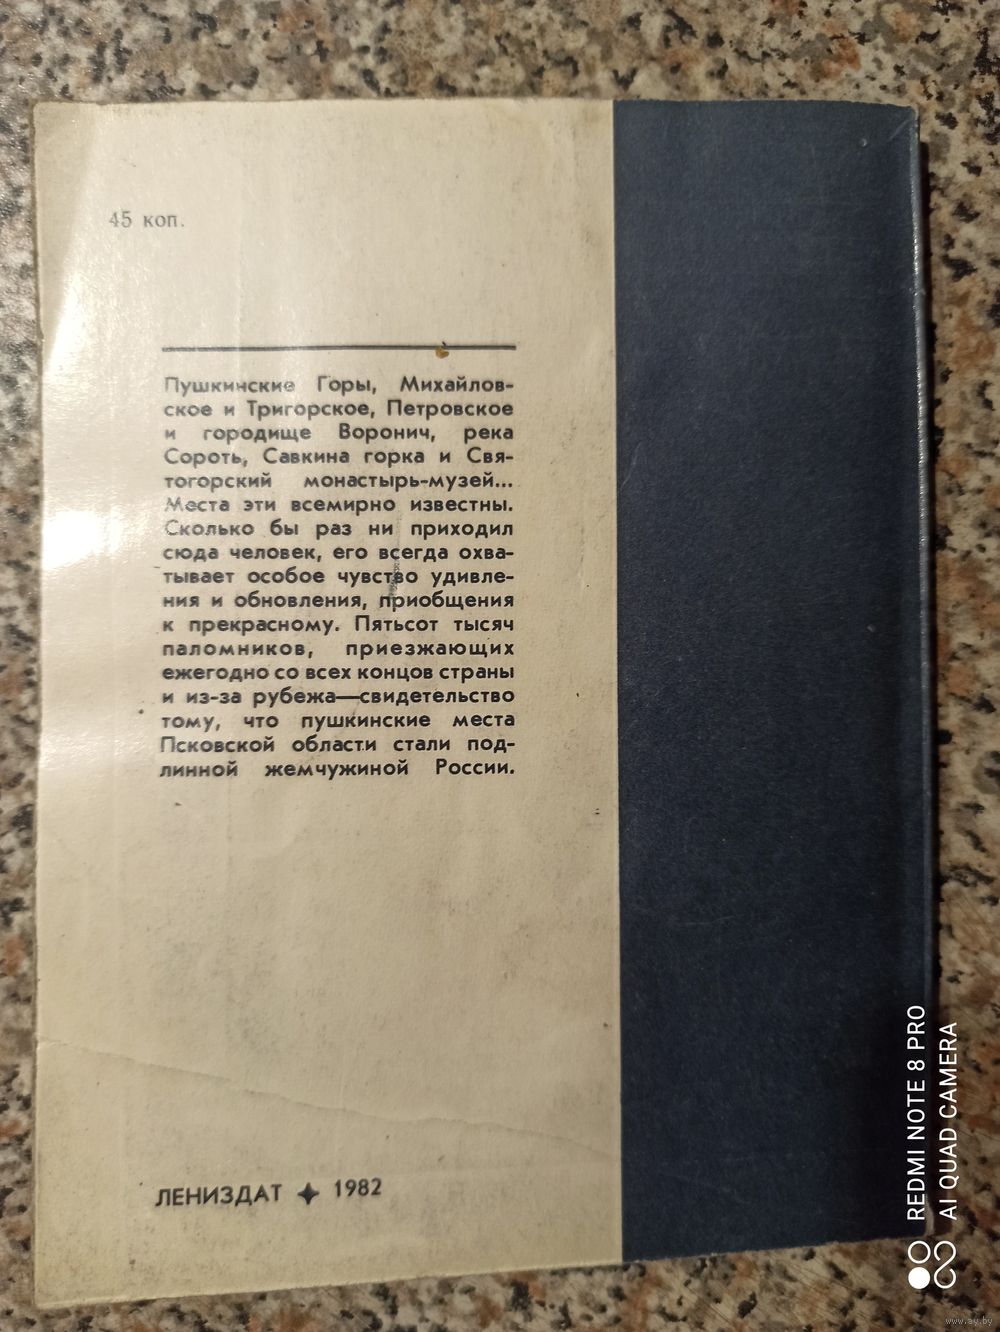 45 коп.
Пушкинские Горы, Михайлов-
ское и Тригорское, Петровское
и городище Воронич, река
Сороть, Савкина горка и Свя-
тогорский монастырь-музей...
Места эти всемирно известны.
Сколько бы раз ни приходил
сюда человек, его всегда охва-
тывает особое чувство удивле-
ния и обновления, приобщения
к прекрасному. Пятьсот тысяч
паломников, приезжающих
ежегодно со всех концов страны
и из-за рубежа—свидетельство
тому, что пушкинские места
Псковской области стали под-
линной жемчужиной России.
ЛЕНИЗДАТ 1982
REDMI NOTE 8 PRO
AI QUAD CAMERA
www.ay.by